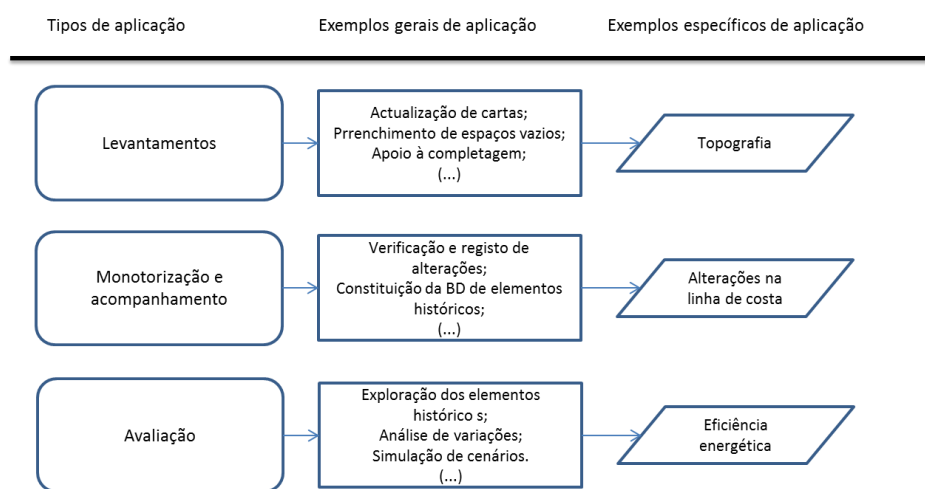 Tipos de aplicação
Exemplos gerais de aplicação
Exemplos específicos de aplicação
Levantamentos
Actualização de cartas;
Prrenchimento de espaços vazios;
Apoio à completagem;
(...)
Topografia
Monotorização e
acompanhamento
Verificação e registo de
alterações;
Constituição da BD de elementos
históricos;
(...)
Alterações na
linha de costa
Avaliação
Exploração dos elementos
histórico s;
Análise de variações;
Simulação de cenários.
(...)
Eficiência
energética